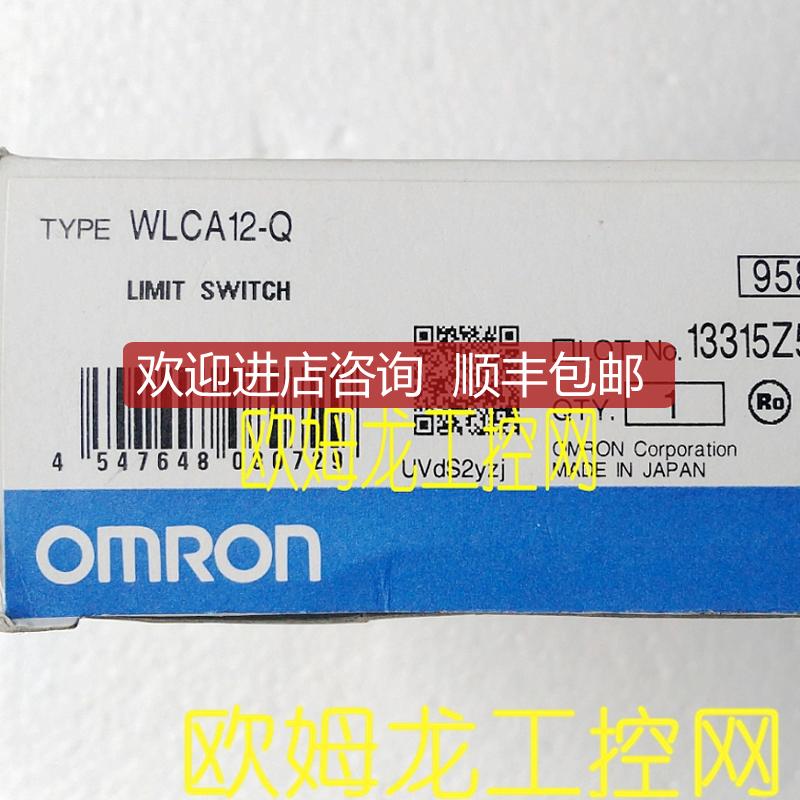 TYPE WLCA12-Q
LIMIT SWITCH
958
LOT No. 13315Z5
欢迎进店咨询 顺丰包邮
QTY. 1
Ro
欧姆龙工控网
4 547648
UVdS2yzj
OMRON Corporation
MADE IN JAPAN
OMRON
欧姆龙工控网